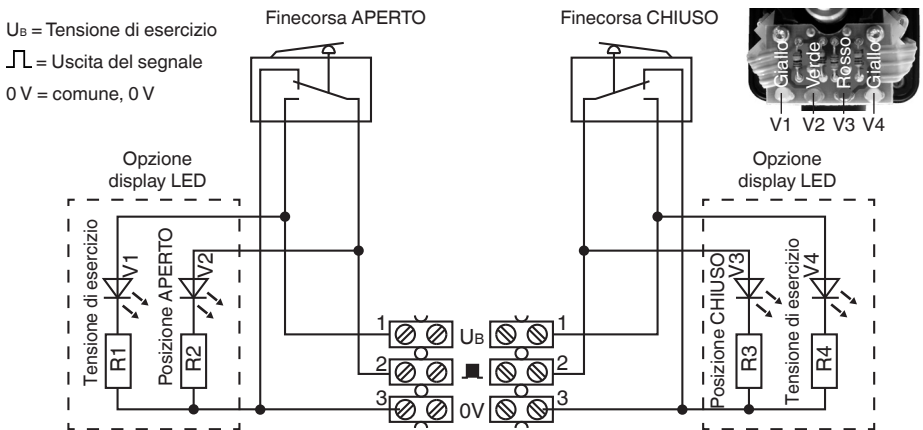 UB = Tensione di esercizio
= Uscita del segnale
0 V = comune, 0 V
Finecorsa APERTO
Finecorsa CHIUSO
Giallo
Verde
Rosso
Giallo
V1 V2 V3 V4
Opzione
display LED
Opzione
display LED
Tensione di esercizio
V1
R1
Posizione APERTO
V2
R2
1
UB
1
2
2
3
0V
3
Posizione CHIUSO
V3
R3
Tensione di esercizio
V4
R4